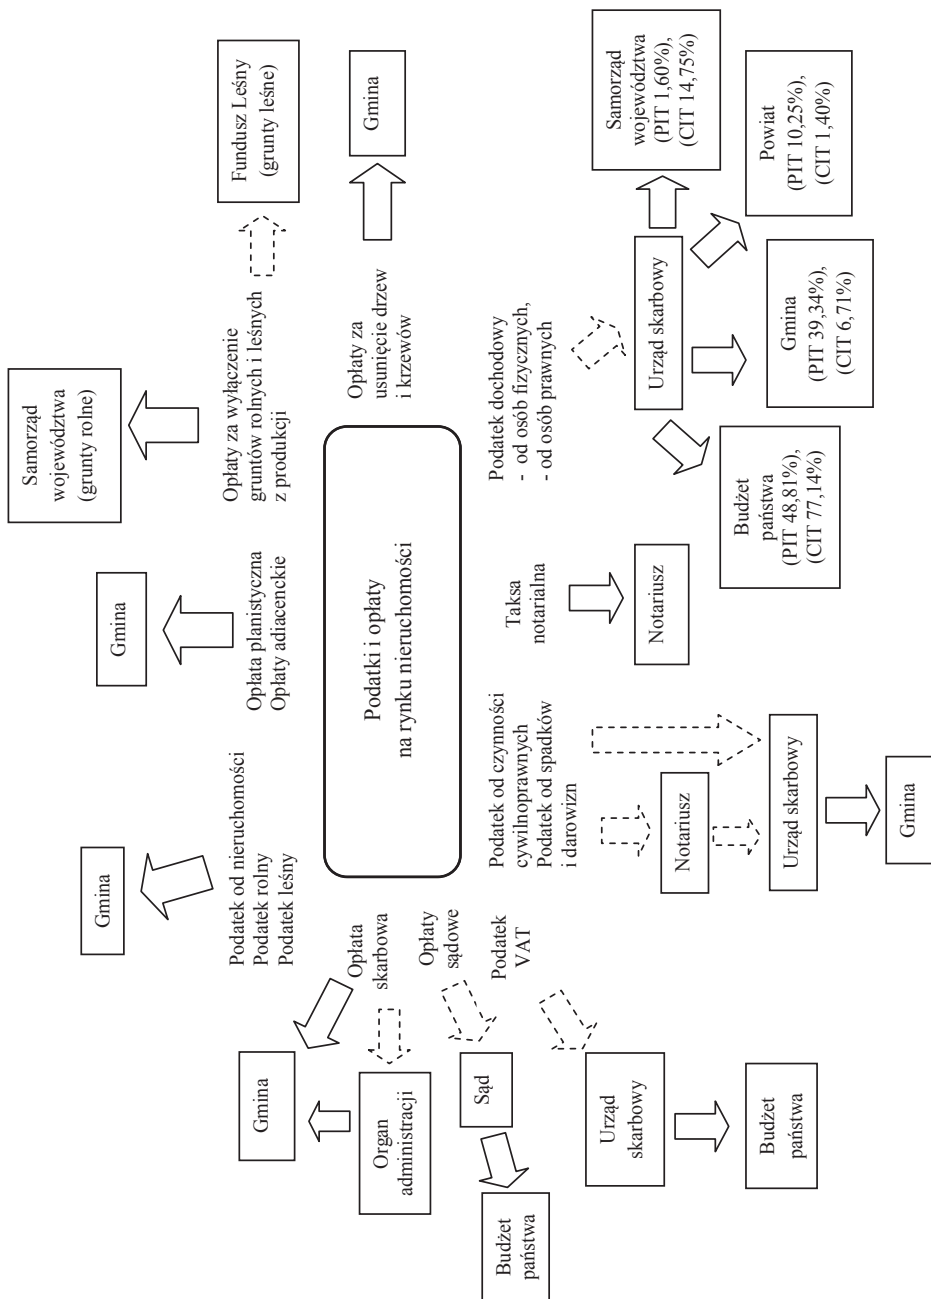 Gmina
Gmina
Samorząd
województwa
(grunty rolne)
Fundusz Leśny
(grunty leśne)
Podatek od nieruchomości
Podatek rolny
Podatek leśny
Opłata planistyczna
Opłaty adiacenckie
Opłaty za wyłączenie
gruntów rolnych i leśnych
z produkcji
Gmina
Opłata
skarbowa
Opłaty za
usunięcie drzew
i krzewów
Gmina
Organ
administracji
Podatki i opłaty
na rynku nieruchomości
Opłaty
sądowe
Sąd
Budżet
państwa
Podatek
VAT
Urząd
skarbowy
Budżet
państwa
Podatek od czynności
cywilnoprawnych
Podatek od spadków
i darowizn
Notariusz
Urząd skarbowy
Gmina
Taksa
notarialna
Notariusz
Podatek dochodowy
- od osób fizycznych,
- od osób prawnych
Urząd skarbowy
Samorząd
województwa
(PIT 1,60%),
(CIT 14,75%)
Budżet
państwa
(PIT 48,81%),
(CIT 77,14%)
Gmina
(PIT 39,34%),
(CIT 6,71%)
Powiat
(PIT 10,25%),
(CIT 1,40%)